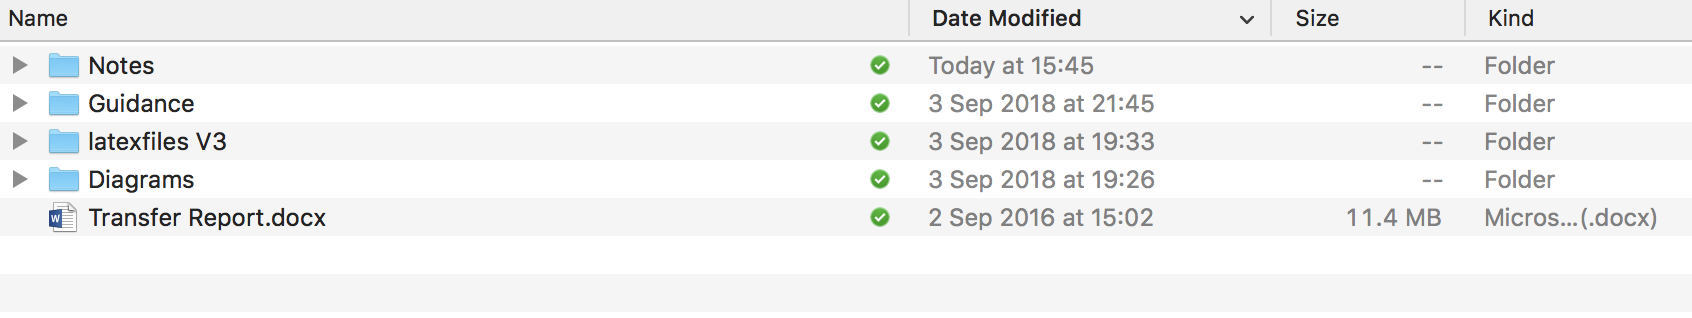 Name Date Modified Size Kind
Notes Today at 15:45 -- Folder
Guidance 3 Sep 2018 at 21:45 -- Folder
latexfiles V3 3 Sep 2018 at 19:33 -- Folder
Diagrams 3 Sep 2018 at 19:26 -- Folder
W Transfer Report.docx 2 Sep 2016 at 15:02 11.4 MB Micros...(.docx)